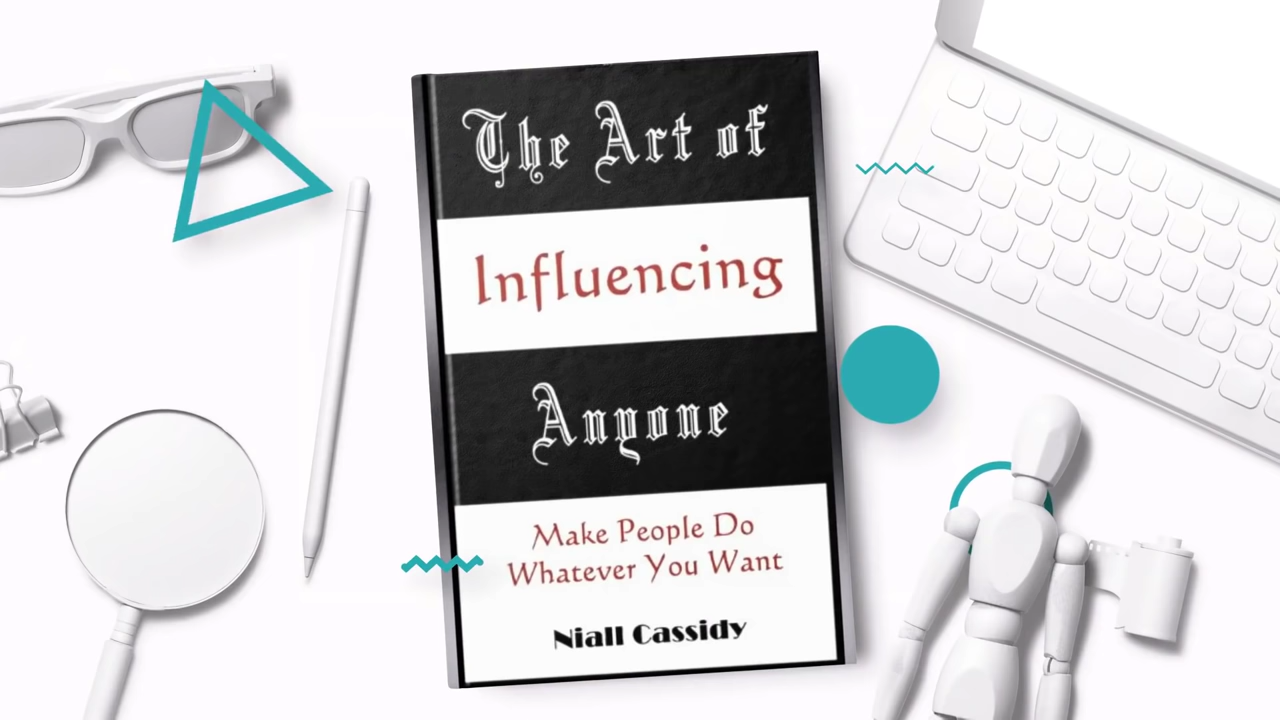 The Art of
Influencing
Anyone
Make People Do
Whatever You Want
Niall Cassidy